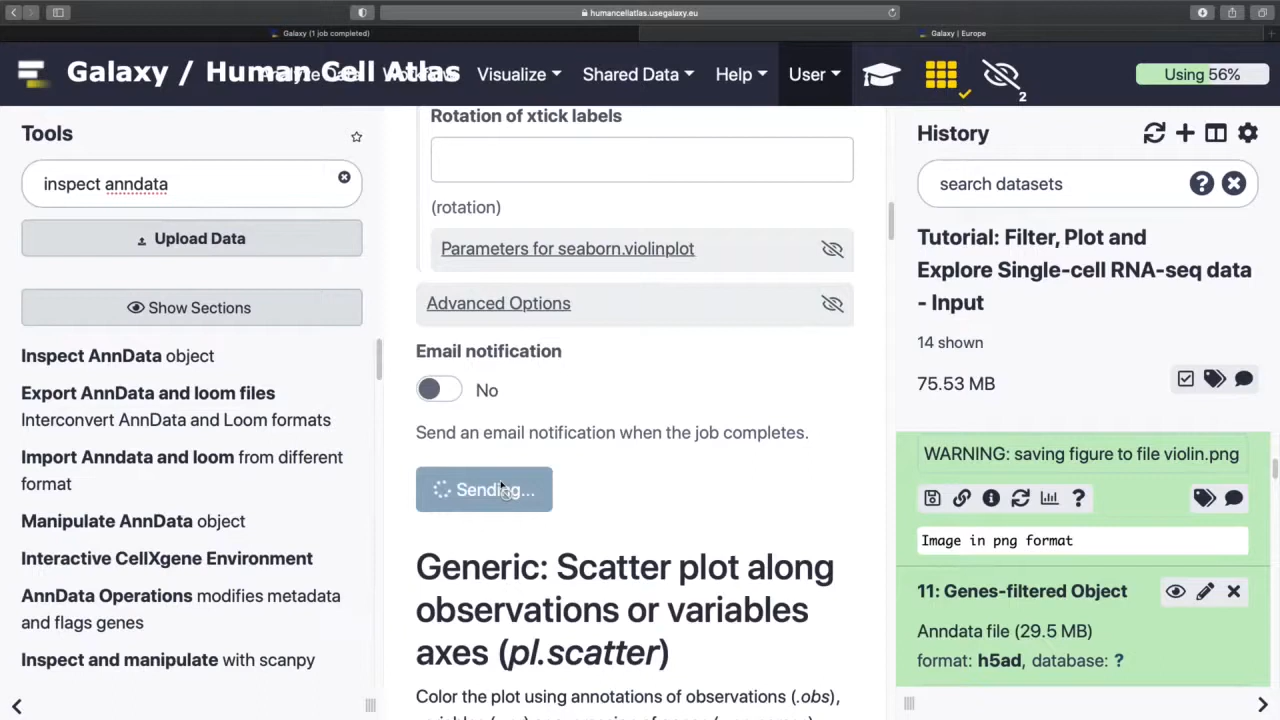 humancellatlas.usegalaxy.eu
Galaxy (1 job completed)
Galaxy | Europe
Galaxy / Human Cell Atlas
Visualize
Shared Data
Help
User
2
Using 56%
Tools
inspect anndata
Upload Data
Show Sections
Inspect AnnData object
Export AnnData and loom files
Interconvert AnnData and Loom formats
Import Anndata and loom from different
format
Manipulate AnnData object
Interactive CellXgene Environment
AnnData Operations modifies metadata
and flags genes
Inspect and manipulate with scanpy
Rotation of xtick labels
(rotation)
Parameters for seaborn.violinplot
Advanced Options
Email notification
No
Send an email notification when the job completes.
Sending...
Generic: Scatter plot along
observations or variables
axes (pl.scatter)
Color the plot using annotations of observations (.obs),
History
search datasets
Tutorial: Filter, Plot and
Explore Single-cell RNA-seq data
- Input
14 shown
75.53 MB
WARNING: saving figure to file violin.png
Image in png format
11: Genes-filtered Object
Anndata file (29.5 MB)
format: h5ad, database: ?